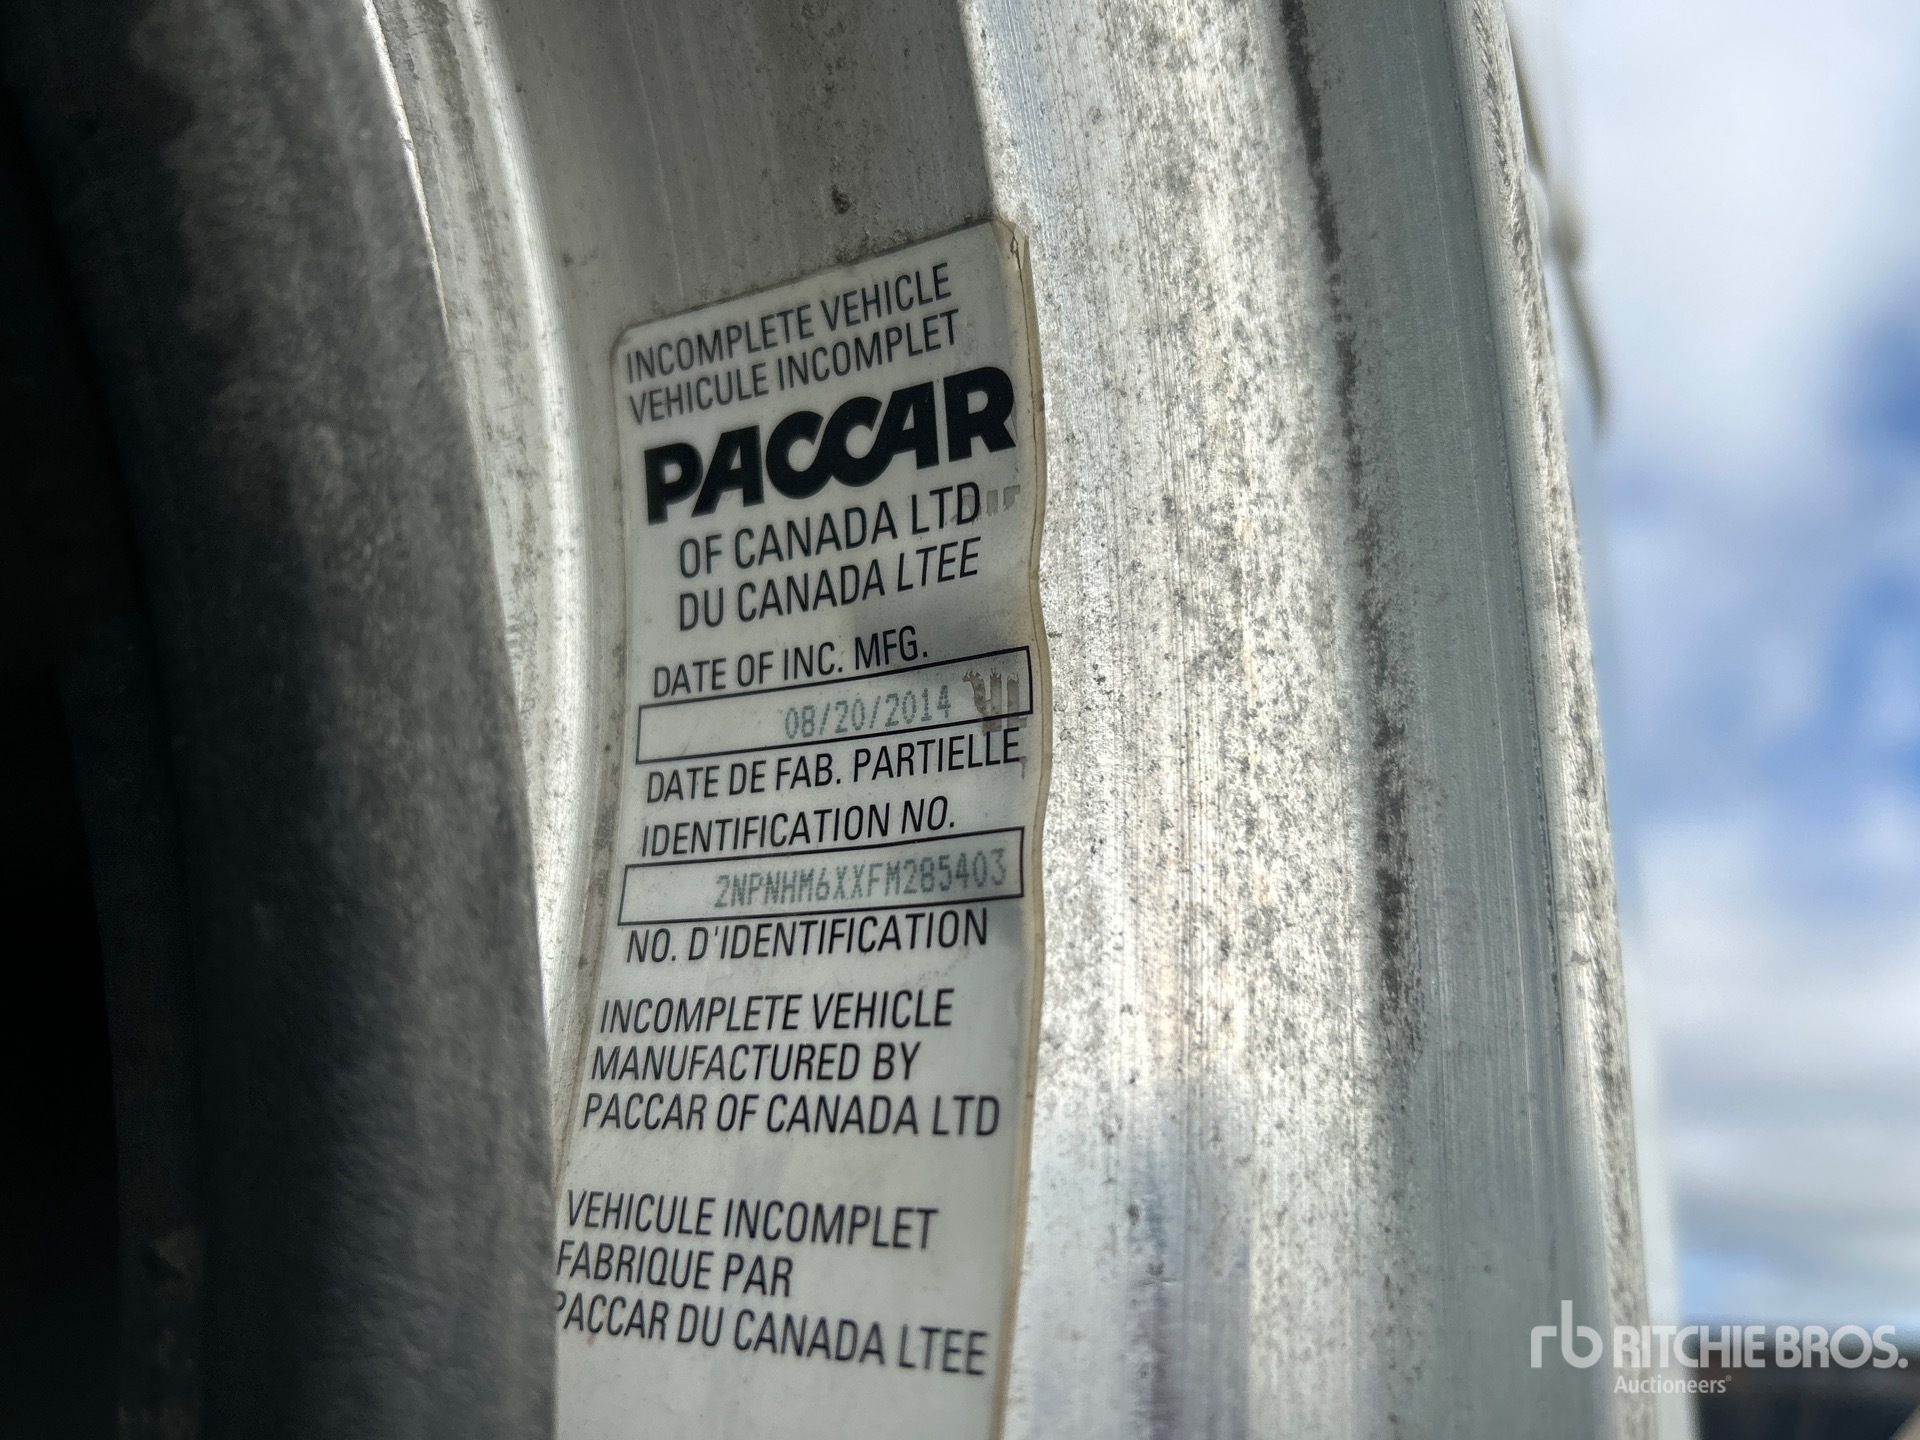 INCOMPLETE VEHICLE
VEHICULE INCOMPLET
PACCAR
OF CANADA LTD
DU CANADA LTEE
DATE OF INC. MFG.
08/20/2014
DATE DE FAB. PARTIELLE
IDENTIFICATION NO.
2NPNHM6XXFM285403
NO. D'IDENTIFICATION
INCOMPLETE VEHICLE
MANUFACTURED BY
PACCAR OF CANADA LTD
VEHICULE INCOMPLET
FABRIQUE PAR
PACCAR DU CANADA LTEE
rb RITCHIE BROS.
Auctioneers